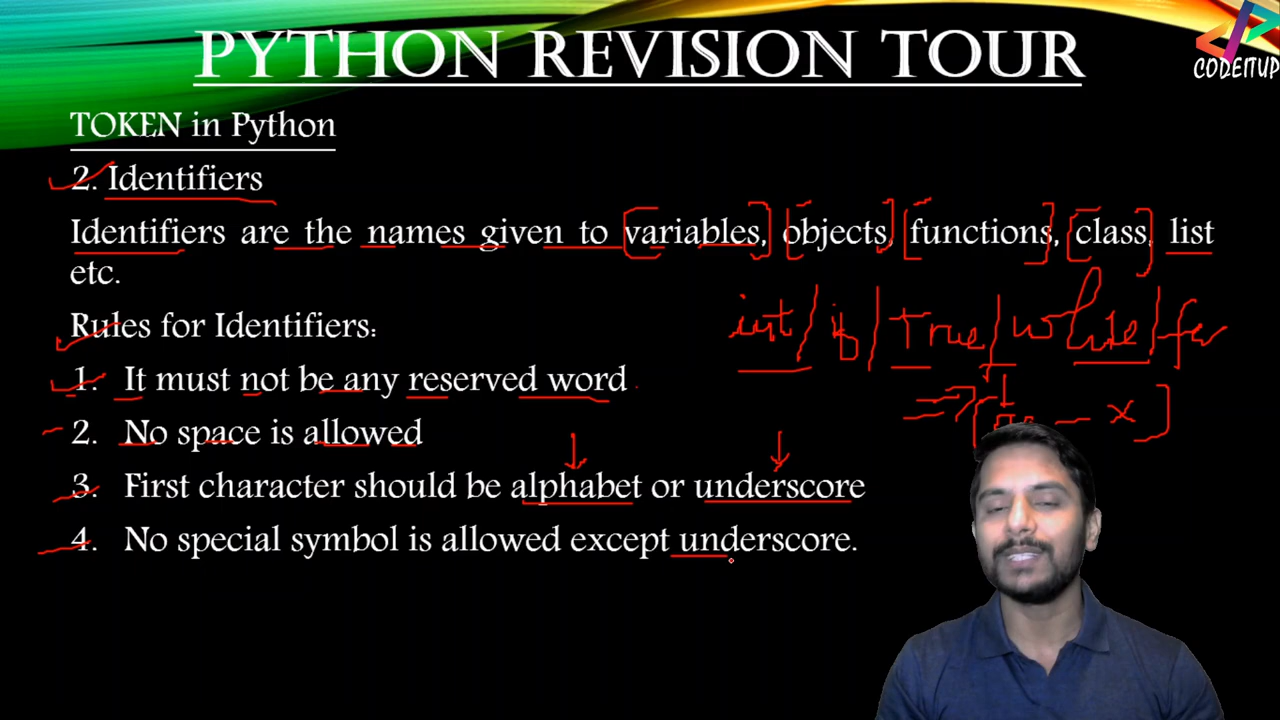 PYTHON REVISION TOUR
CODEITUP
TOKEN in Python
2. Identifiers
Identifiers are the names given to variables, objects, functions, class, list
etc.
Rules for Identifiers:
int / if / True / while / for
1. It must not be any reserved word
2. No space is allowed
3. First character should be alphabet or underscore
4. No special symbol is allowed except underscore.